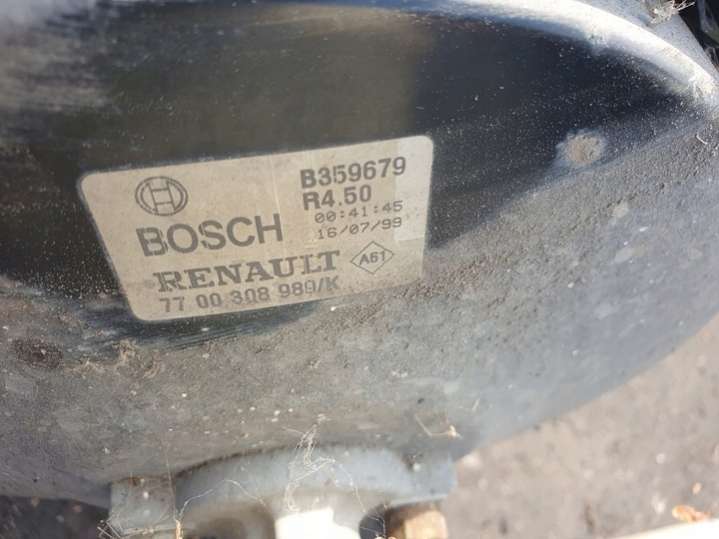 B359679
R4.50
00:41:45
16/07/99
BOSCH
RENAULT A61
77 00 308 989/K